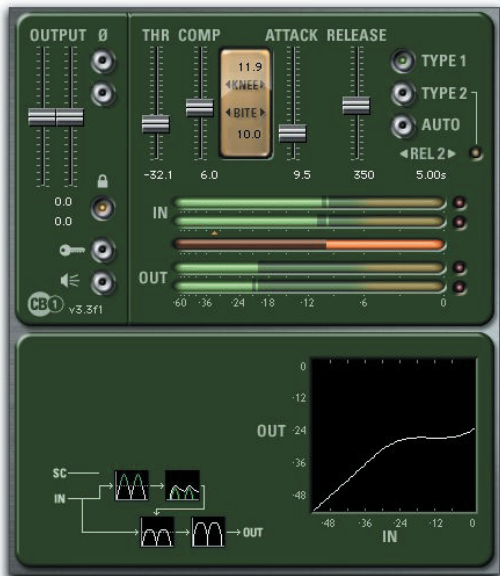 OUTPUT Ø THR COMP ATTACK RELEASE
11.9
◀KNEE▶
◀BITE▶
10.0
TYPE 1
TYPE 2
AUTO
◀REL 2▶
-32.1 6.0 9.5 350 5.00s
0.0
0.0
IN
OUT
-60 -36 -24 -18 -12 -6 0
CB1 v3.3f1
0
-12
OUT -24
-36
-48
-48 -36 -24 -12 0
IN
SC
IN
OUT